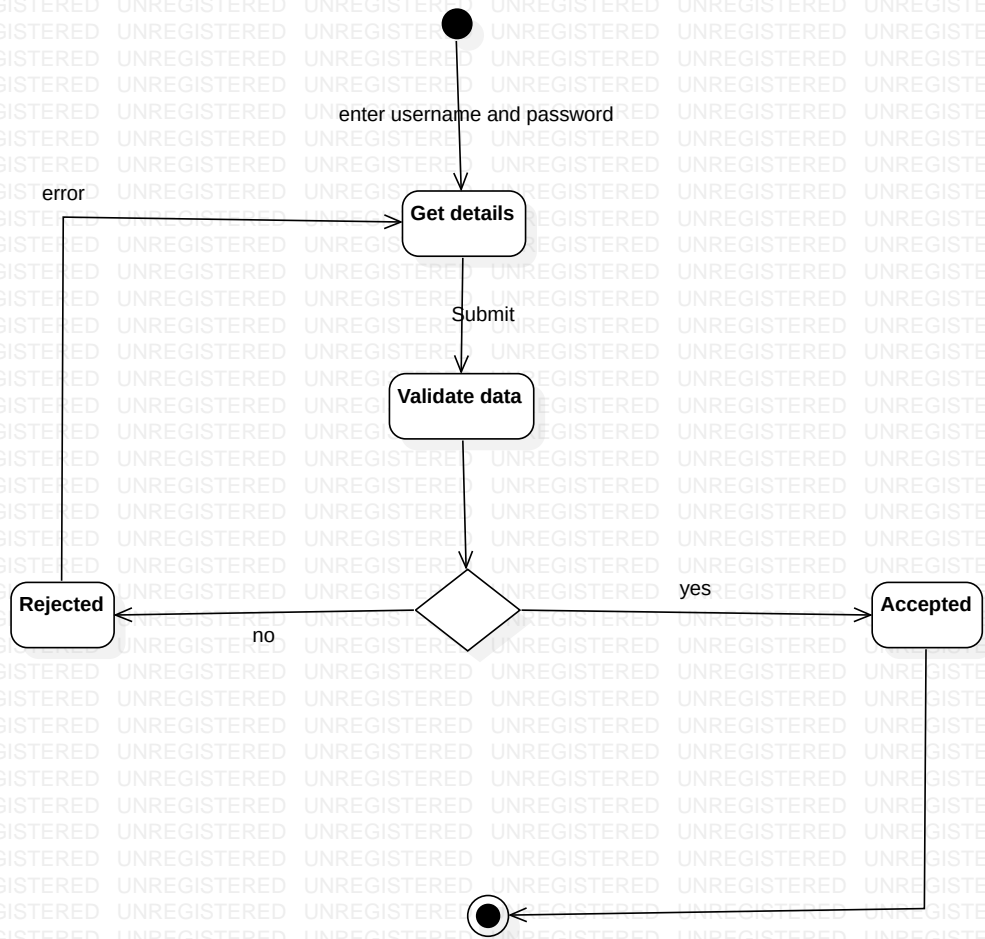 enter username and password
error
Get details
Submit
Validate data
yes
Rejected
Accepted
no